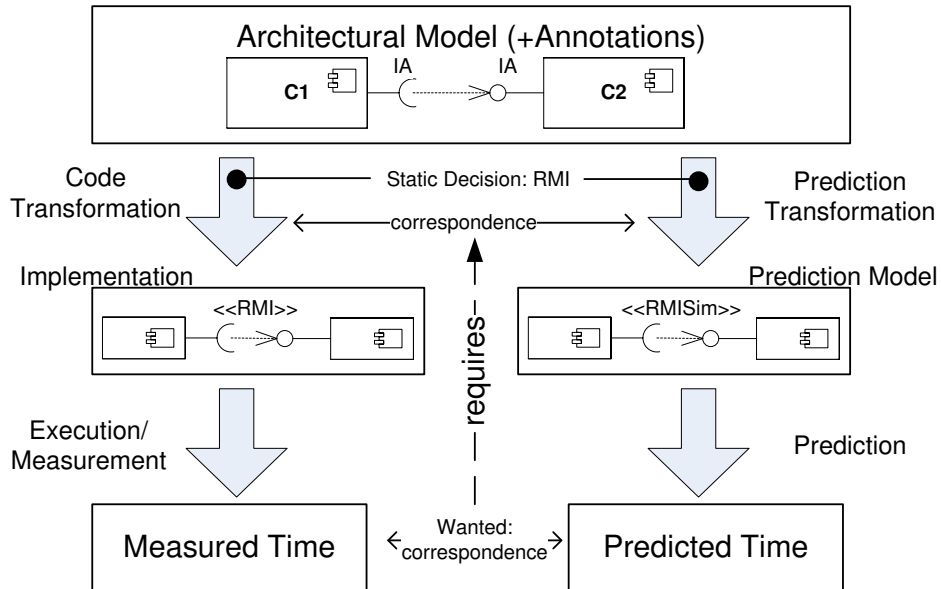 Architectural Model (+Annotations)
IA
IA
C1
C2
Code
Transformation
Static Decision: RMI
Prediction
Transformation
correspondence
Implementation
Prediction Model
<<RMI>>
<<RMISim>>
requires
Execution/
Measurement
Prediction
Measured Time
Wanted:
correspondence
Predicted Time